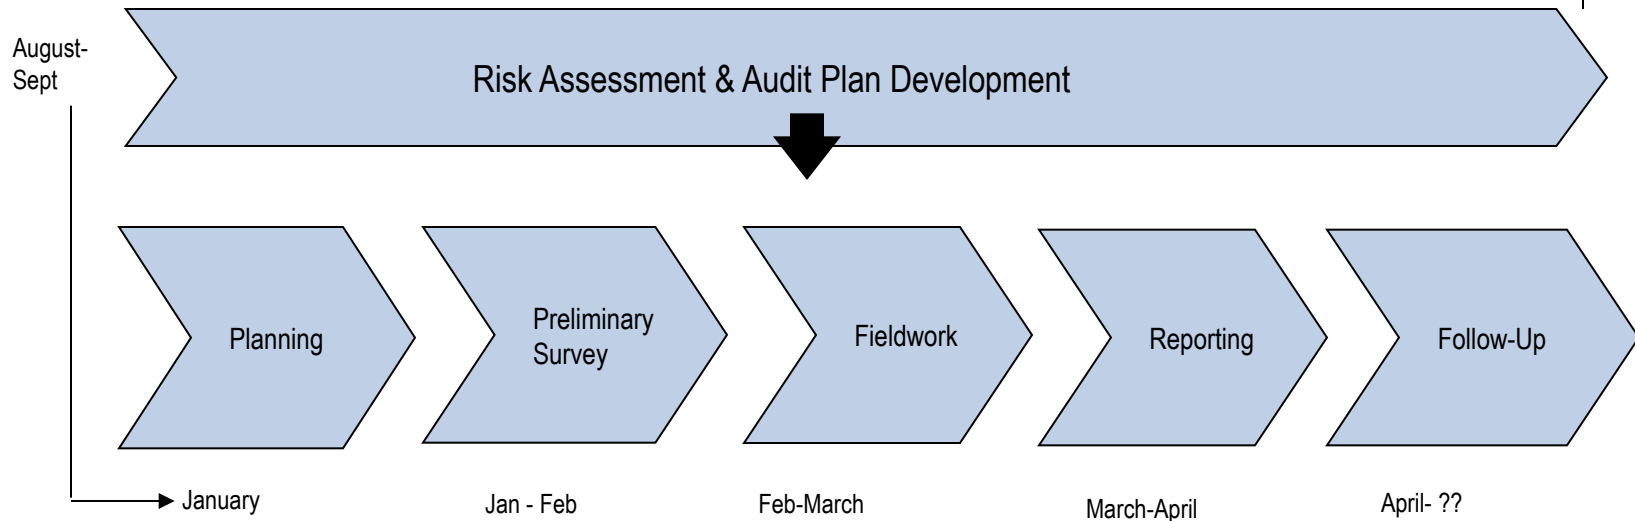 August-
Sept
Risk Assessment & Audit Plan Development
Planning
Preliminary
Survey
Fieldwork
Reporting
Follow-Up
January
Jan - Feb
Feb-March
March-April
April- ??